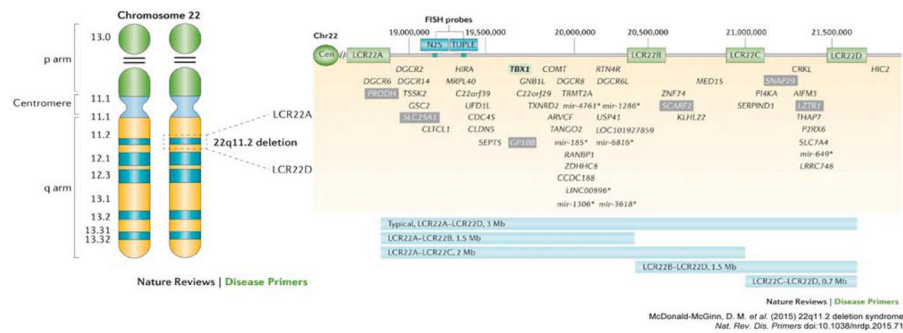 Chromosome 22
p arm
13.0
Centromere
11.1
11.1
11.2
12.1
12.3
q arm
13.1
13.2
13.31
13.32
LCR22A
22q11.2 deletion
LCR22D
Nature Reviews | Disease Primers
FISH probes
Chr22
19,000,000
N25
TUPLE
19,500,000
20,000,000
20,500,000
21,000,000
21,500,000
Cen
LCR22A
LCR22B
LCR22C
LCR22D
DGCR2 HIRA TBX1 COMT RTN4R CRKL HIC2
DGCR6 DGCR14 MRPL40 GNB1L DGCR8 DGCR6L MED15 SNAP29
PRODH TSSK2 C22orf39 C22orf29 TRMT2A ZNF74 PI4KA AIFM3
GSC2 UFD1L TXNRD2 mir-4761* mir-1286* SCARF2 SERPIND1 LZTR1
SLC25A1 CDC45 ARVCF USP41 KLHL22 THAP7
CLTCL1 CLDN5 TANGO2 LOC101927859 P2RX6
SEPT5 GP1BB mir-185* mir-6816* SLC7A4
RANBP1 mir-649*
ZDHHC8 LRRC748
CCDC188
LINC00896*
mir-1306* mir-3618*
Typical, LCR22A–LCR22D, 3 Mb
LCR22A–LCR22B, 1.5 Mb
LCR22A–LCR22C, 2 Mb
LCR22B–LCR22D, 1.5 Mb
LCR22C–LCR22D, 0.7 Mb
Nature Reviews | Disease Primers
McDonald-McGinn, D. M. et al. (2015) 22q11.2 deletion syndrome
Nat. Rev. Dis. Primers doi:10.1038/nrdp.2015.71